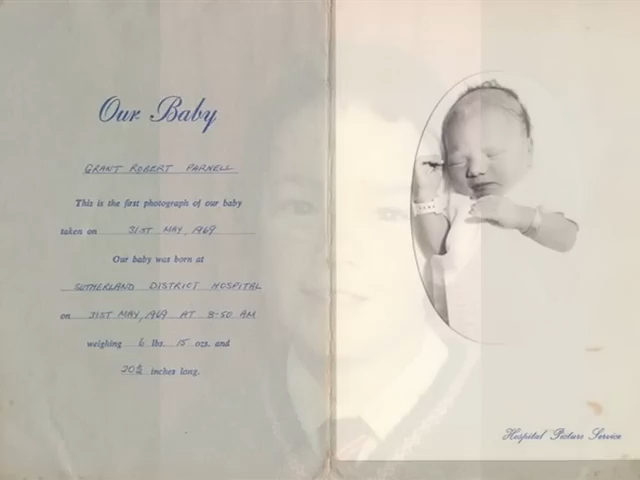 Our Baby
GRANT ROBERT PARNELL
This is the first photograph of our baby
taken on 31ST MAY, 1969
Our baby was born at
SUTHERLAND DISTRICT HOSPITAL
on 31ST MAY, 1969 AT 8-50 AM
weighing 6 lbs. 15 ozs. and
20½ inches long.
Hospital Picture Service